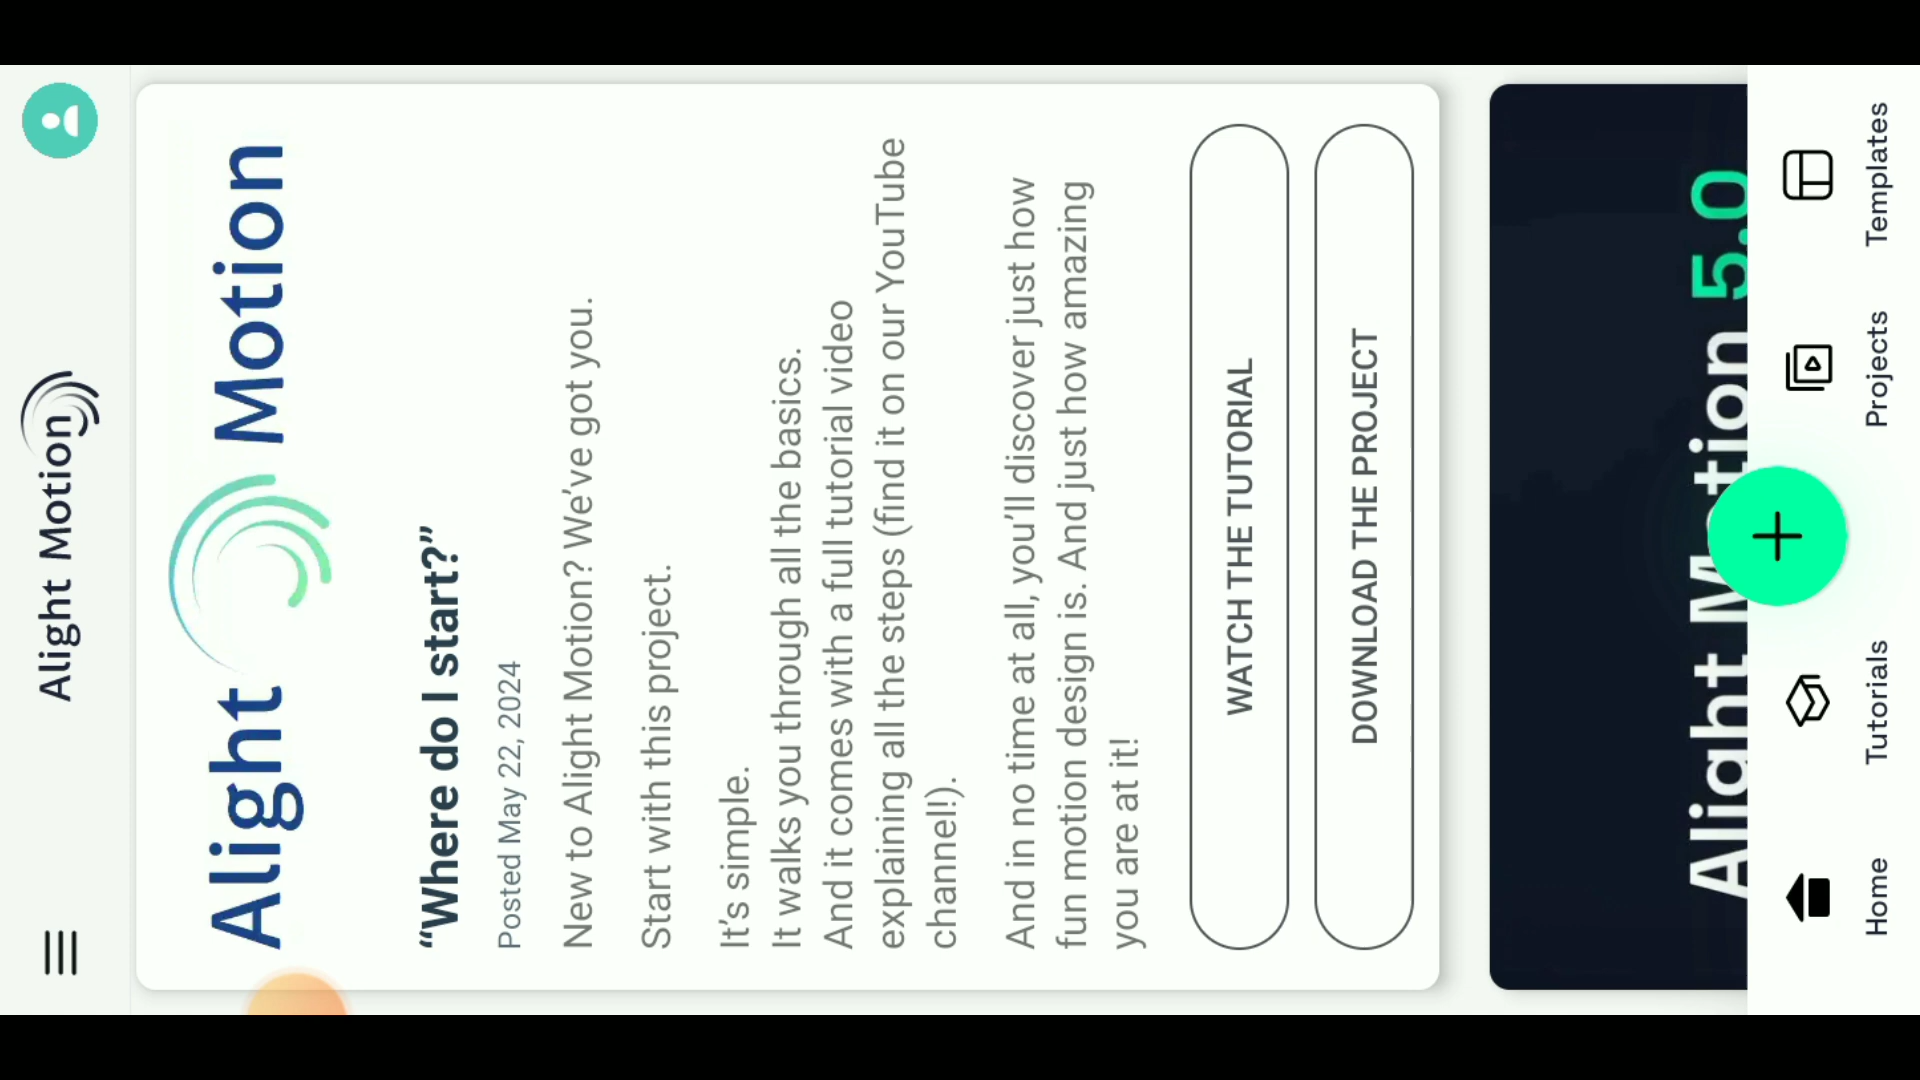 Alight Motion
Alight Motion
“Where do I start?”
Posted May 22, 2024
New to Alight Motion? We’ve got you.
Start with this project.
It’s simple.
It walks you through all the basics.
And it comes with a full tutorial video
explaining all the steps (find it on our YouTube
channel!).
And in no time at all, you’ll discover just how
fun motion design is. And just how amazing
you are at it!
WATCH THE TUTORIAL
DOWNLOAD THE PROJECT
Alight Motion 5.0
Home
Tutorials
Projects
Templates